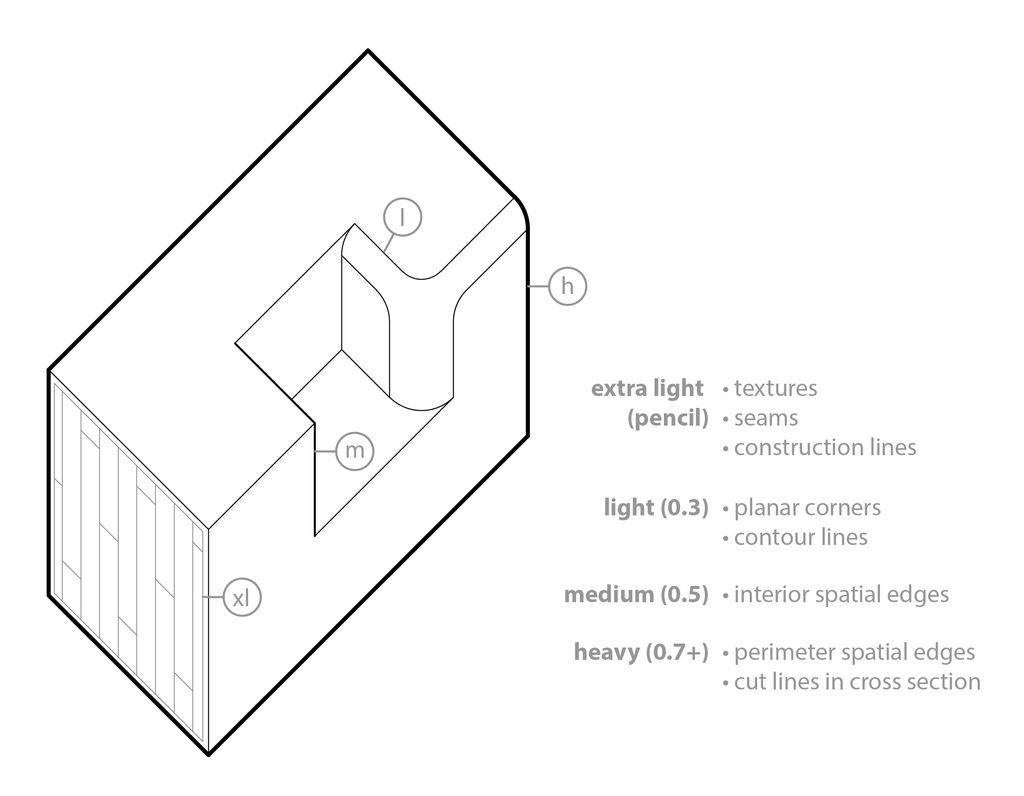 l
h
extra light • textures
(pencil) • seams
• construction lines
m
light (0.3) • planar corners
• contour lines
xl
medium (0.5) • interior spatial edges
heavy (0.7+) • perimeter spatial edges
• cut lines in cross section